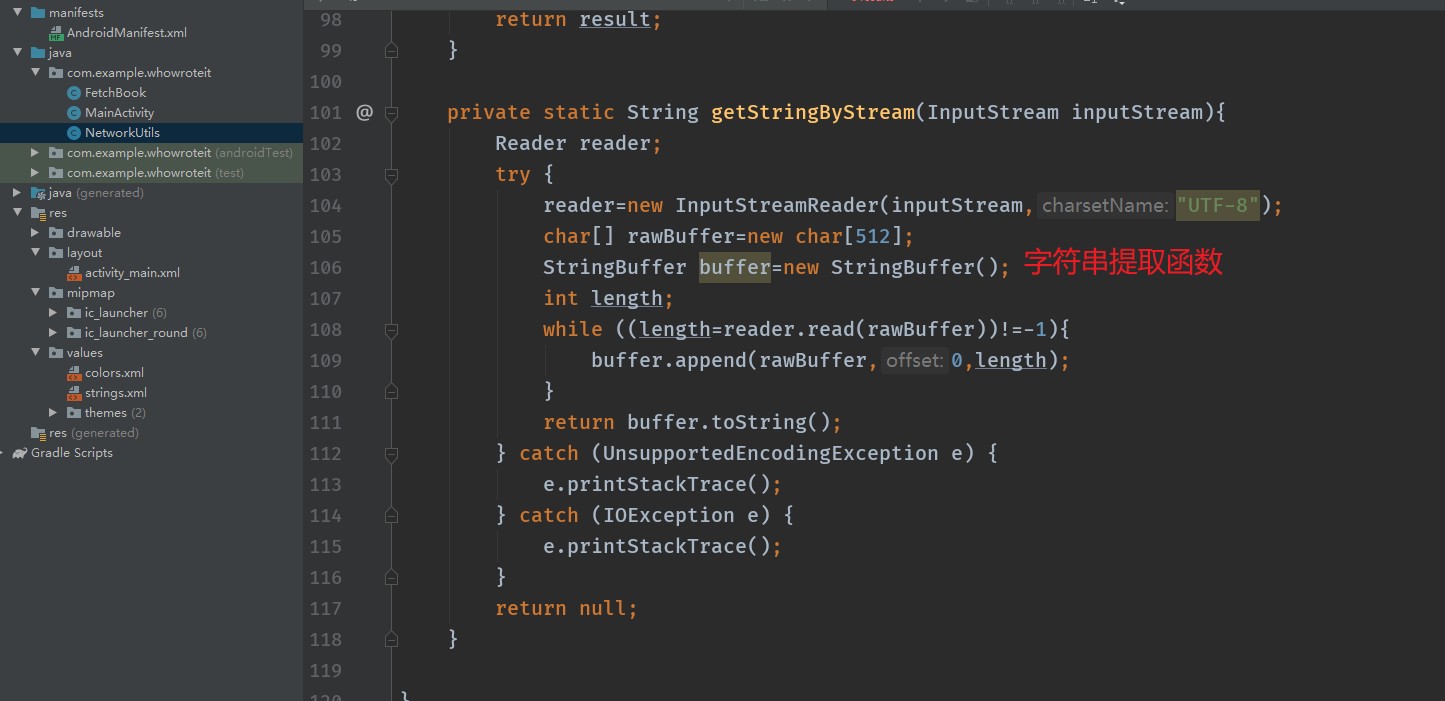 manifests
AndroidManifest.xml
java
com.example.whowroteit
FetchBook
MainActivity
NetworkUtils
com.example.whowroteit (androidTest)
com.example.whowroteit (test)
java (generated)
res
drawable
layout
activity_main.xml
mipmap
ic_launcher (6)
ic_launcher_round (6)
values
colors.xml
strings.xml
themes (2)
res (generated)
Gradle Scripts
98 return result;
99 }
100
101 @ private static String getStringByStream(InputStream inputStream){
102 Reader reader;
103 try {
104 reader=new InputStreamReader(inputStream, charsetName: "UTF-8");
105 char[] rawBuffer=new char[512];
106 StringBuffer buffer=new StringBuffer(); 字符串提取函数
107 int length;
108 while ((length=reader.read(rawBuffer))!=-1){
109 buffer.append(rawBuffer, offset: 0,length);
110 }
111 return buffer.toString();
112 } catch (UnsupportedEncodingException e) {
113 e.printStackTrace();
114 } catch (IOException e) {
115 e.printStackTrace();
116 }
117 return null;
118 }
119
120 }